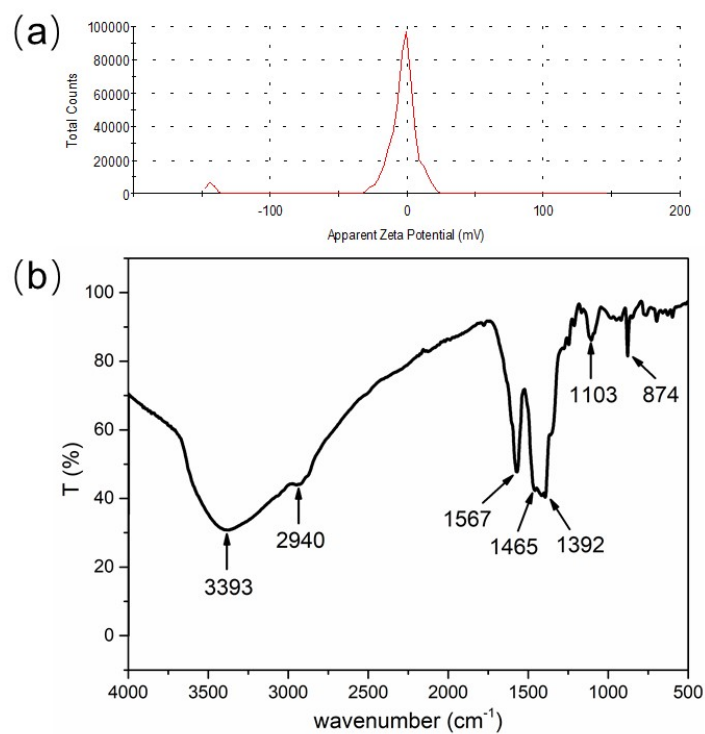 (a)
100000
80000
60000
40000
20000
0
Total Counts
-100 0 100 200
Apparent Zeta Potential (mV)
(b)
100
80
60
40
20
0
T (%)
3393
2940
1567
1465
1392
1103
874
4000 3500 3000 2500 2000 1500 1000 500
wavenumber (cm⁻¹)